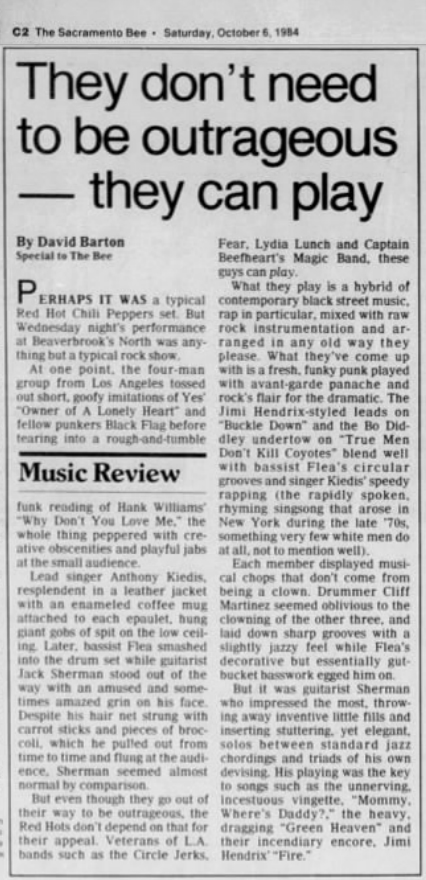 C2 The Sacramento Bee • Saturday, October 6, 1984
They don't need
to be outrageous
— they can play
By David Barton
Special to The Bee
PERHAPS IT WAS a typical
Red Hot Chili Peppers set. But
Wednesday night's performance
at Beaverbrook's North was any-
thing but a typical rock show.
At one point, the four-man
group from Los Angeles tossed
out short, goofy imitations of Yes'
"Owner of A Lonely Heart" and
fellow punkers Black Flag before
tearing into a rough-and-tumble
Music Review
funk reading of Hank Williams'
"Why Don't You Love Me," the
whole thing peppered with cre-
ative obscenities and playful jabs
at the small audience.
Lead singer Anthony Kiedis,
resplendent in a leather jacket
with an enameled coffee mug
attached to each epaulet, hung
giant gobs of spit on the low ceil-
ing. Later, bassist Flea smashed
into the drum set while guitarist
Jack Sherman stood out of the
way with an amused and some-
times amazed grin on his face.
Despite his hair net strung with
carrot sticks and pieces of broc-
coli, which he pulled out from
time to time and flung at the audi-
ence, Sherman seemed almost
normal by comparison.
But even though they go out of
their way to be outrageous, the
Red Hots don't depend on that for
their appeal. Veterans of L.A.
bands such as the Circle Jerks,
Fear, Lydia Lunch and Captain
Beefheart's Magic Band, these
guys can play.
What they play is a hybrid of
contemporary black street music,
rap in particular, mixed with raw
rock instrumentation and ar-
ranged in any old way they
please. What they've come up
with is a fresh, funky punk played
with avant-garde panache and
rock's flair for the dramatic. The
Jimi Hendrix-styled leads on
"Buckle Down" and the Bo Did-
dley undertow on "True Men
Don't Kill Coyotes" blend well
with bassist Flea's circular
grooves and singer Kiedis' speedy
rapping (the rapidly spoken,
rhyming singsong that arose in
New York during the late '70s,
something very few white men do
at all, not to mention well).
Each member displayed musi-
cal chops that don't come from
being a clown. Drummer Cliff
Martinez seemed oblivious to the
clowning of the other three, and
laid down sharp grooves with a
slightly jazzy feel while Flea's
decorative but essentially gut-
bucket basswork egged him on.
But it was guitarist Sherman
who impressed the most, throw-
ing away inventive little fills and
inserting stuttering, yet elegant,
solos between standard jazz
chordings and triads of his own
devising. His playing was the key
to songs such as the unnerving,
incestuous vingette, "Mommy,
Where's Daddy?," the heavy,
dragging "Green Heaven" and
their incendiary encore, Jimi
Hendrix' "Fire."